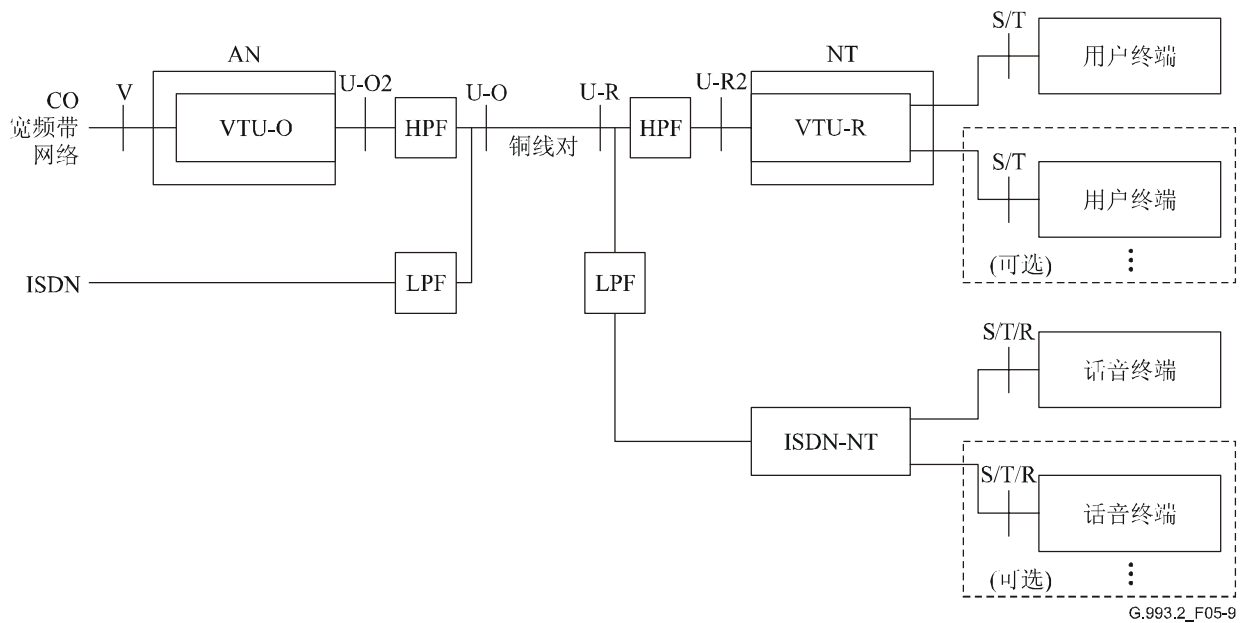 AN
NT
S/T
用户终端
CO
宽频带
网络
V
VTU-O
U-O2
HPF
U-O
铜线对
U-R
HPF
U-R2
VTU-R
S/T
用户终端
(可选)
ISDN
LPF
LPF
S/T/R
话音终端
ISDN-NT
S/T/R
话音终端
(可选)
G.993.2_F05-9